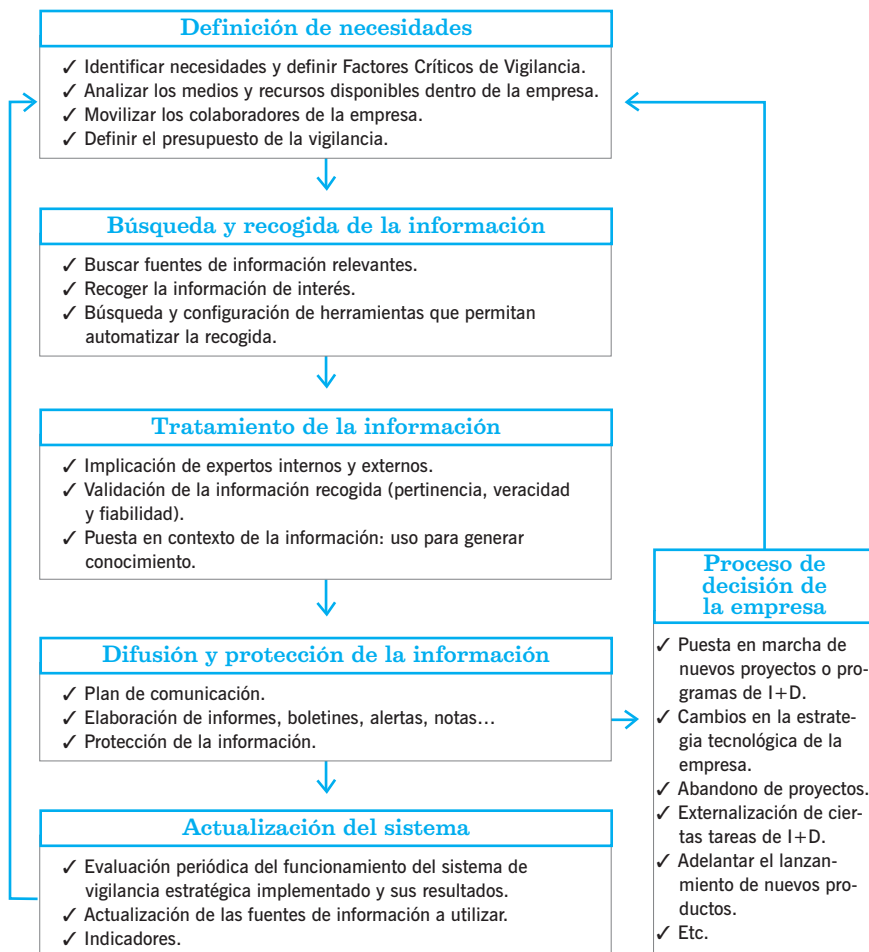 Definición de necesidades
✓ Identificar necesidades y definir Factores Críticos de Vigilancia.
✓ Analizar los medios y recursos disponibles dentro de la empresa.
✓ Movilizar los colaboradores de la empresa.
✓ Definir el presupuesto de la vigilancia.
Búsqueda y recogida de la información
✓ Buscar fuentes de información relevantes.
✓ Recoger la información de interés.
✓ Búsqueda y configuración de herramientas que permitan
automatizar la recogida.
Tratamiento de la información
✓ Implicación de expertos internos y externos.
✓ Validación de la información recogida (pertinencia, veracidad
y fiabilidad).
✓ Puesta en contexto de la información: uso para generar
conocimiento.
Difusión y protección de la información
✓ Plan de comunicación.
✓ Elaboración de informes, boletines, alertas, notas…
✓ Protección de la información.
Actualización del sistema
✓ Evaluación periódica del funcionamiento del sistema de
vigilancia estratégica implementado y sus resultados.
✓ Actualización de las fuentes de información a utilizar.
✓ Indicadores.
Proceso de
decisión de
la empresa
✓ Puesta en marcha de
nuevos proyectos o pro-
gramas de I+D.
✓ Cambios en la estrate-
gia tecnológica de la
empresa.
✓ Abandono de proyectos.
✓ Externalización de cier-
tas tareas de I+D.
✓ Adelantar el lanzan-
miento de nuevos pro-
ductos.
✓ Etc.